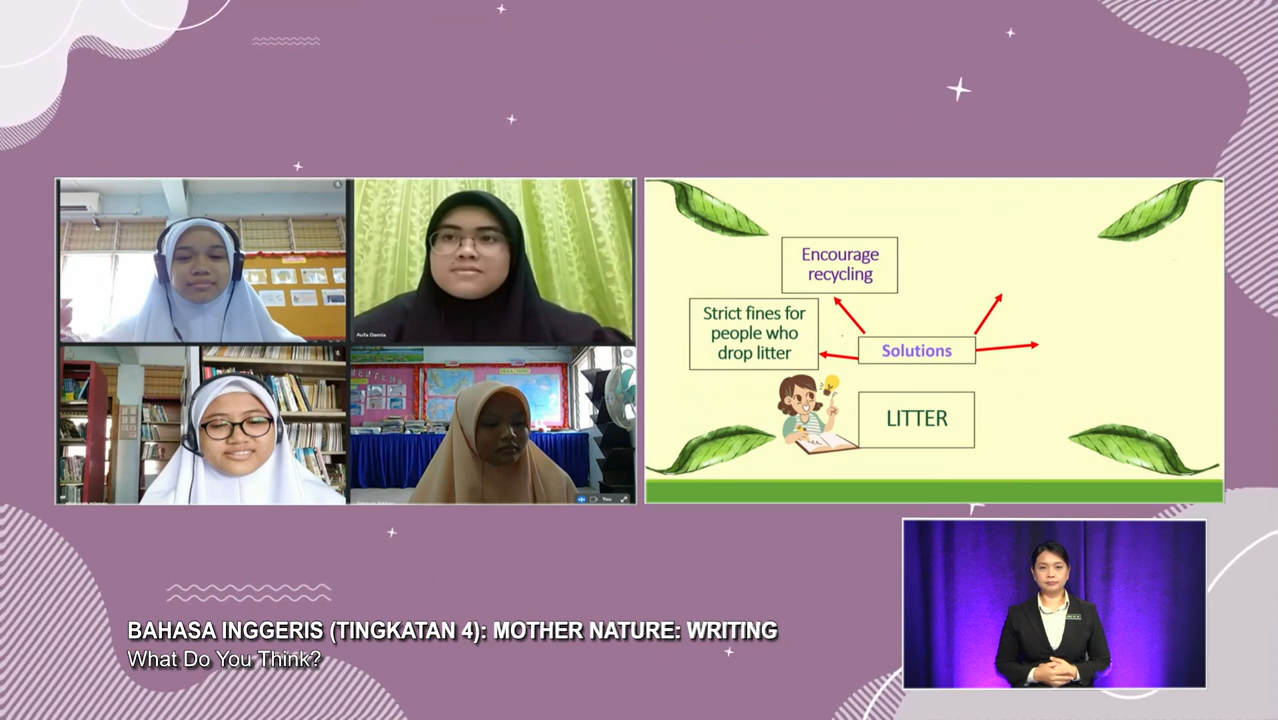 Aufa Damia
You
Encourage
recycling
Strict fines for
people who
drop litter
Solutions
LITTER
BAHASA INGGERIS (TINGKATAN 4): MOTHER NATURE: WRITING
What Do You Think?